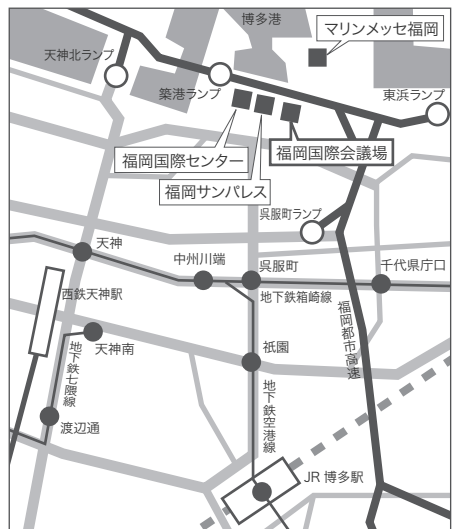 博多港
マリンメッセ福岡
天神北ランプ
築港ランプ
東浜ランプ
福岡国際センター
福岡国際会議場
福岡サンパレス
呉服町ランプ
天神
中州川端
呉服町
千代県庁口
地下鉄箱崎線
西鉄天神駅
福岡都市高速
天神南
祇園
地下鉄七隈線
地下鉄空港線
渡辺通
JR 博多駅